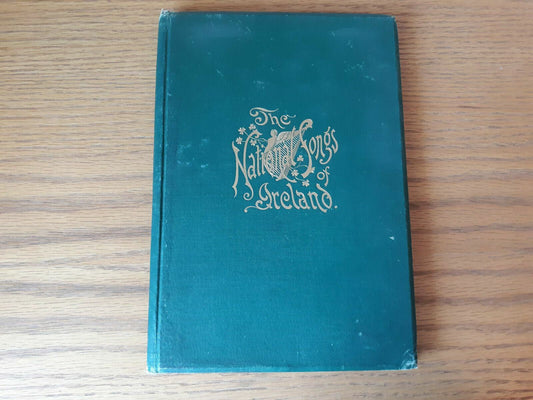 The
National Songs
of
Ireland.